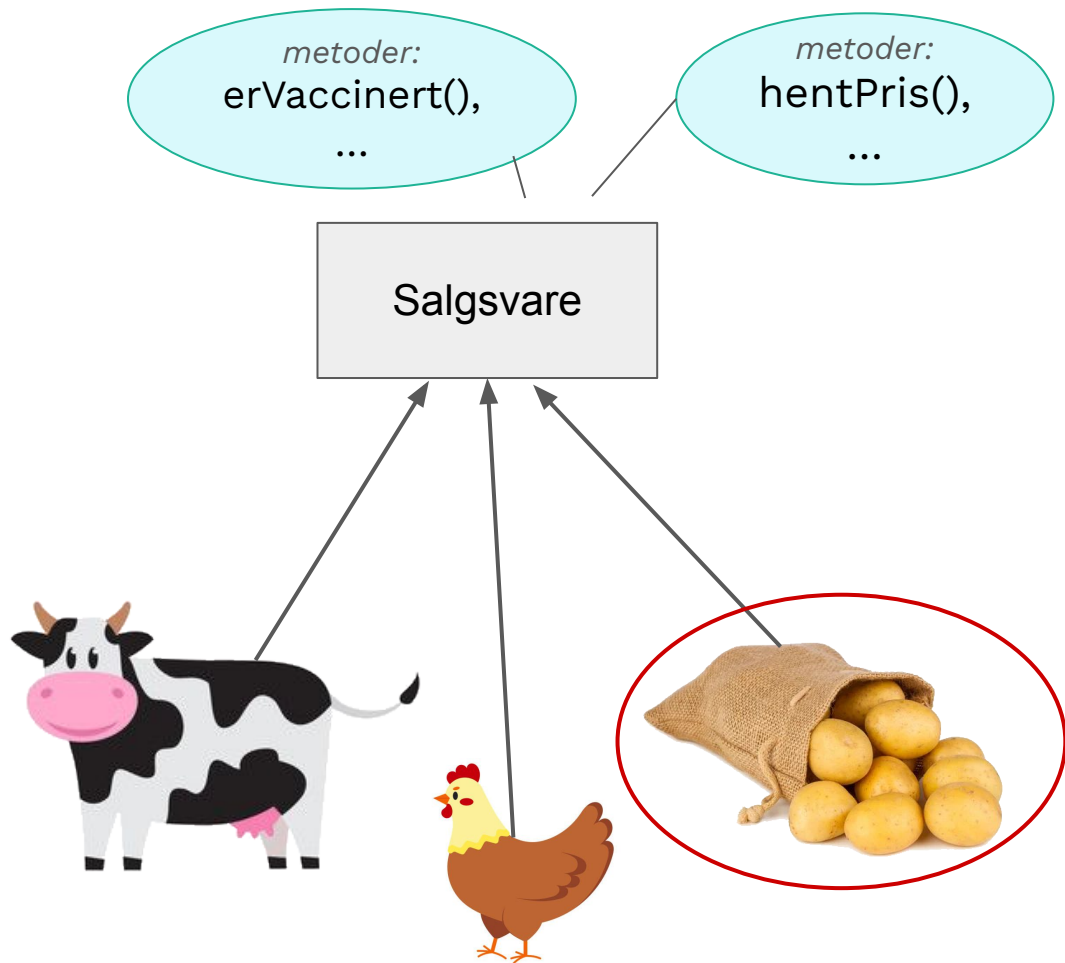 metoder:
erVaccinert(),
...
metoder:
hentPris(),
...
Salgsvare